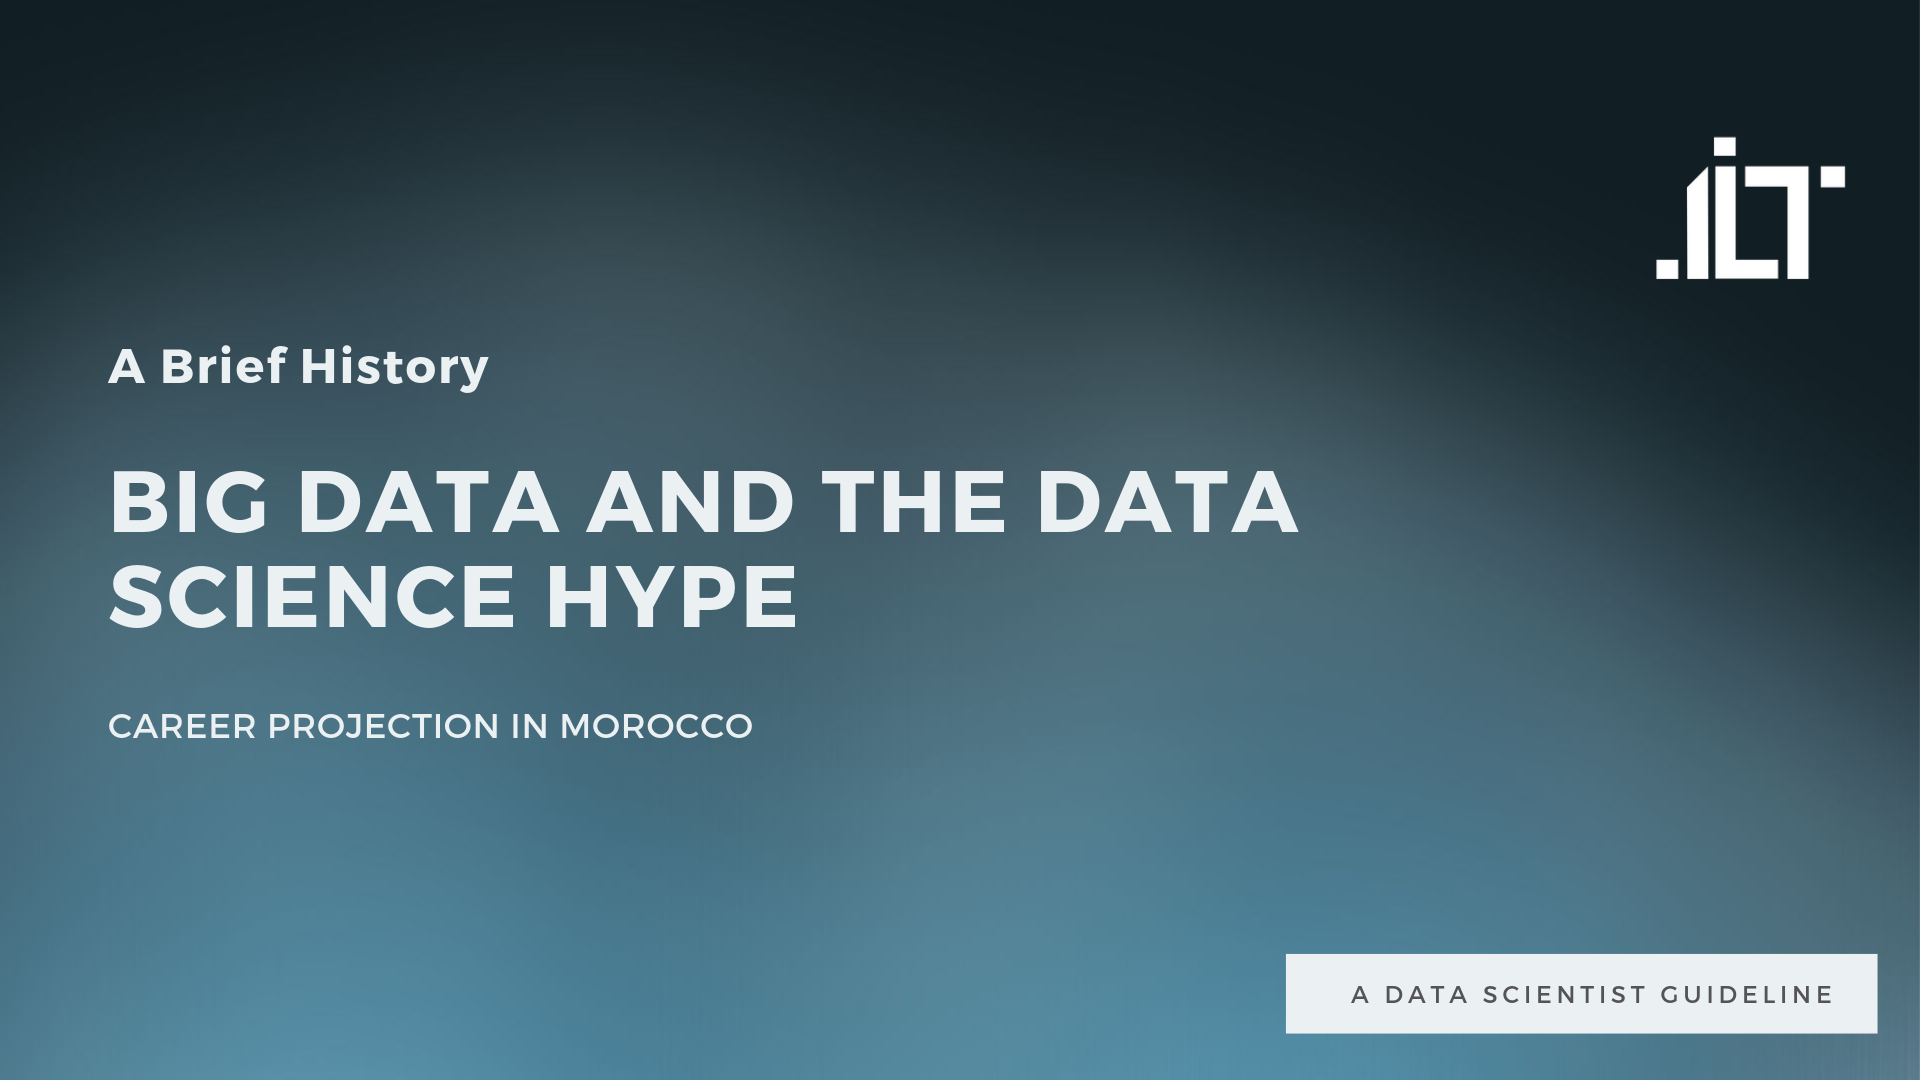 A Brief History
BIG DATA AND THE DATA
SCIENCE HYPE
CAREER PROJECTION IN MOROCCO
A DATA SCIENTIST GUIDELINE